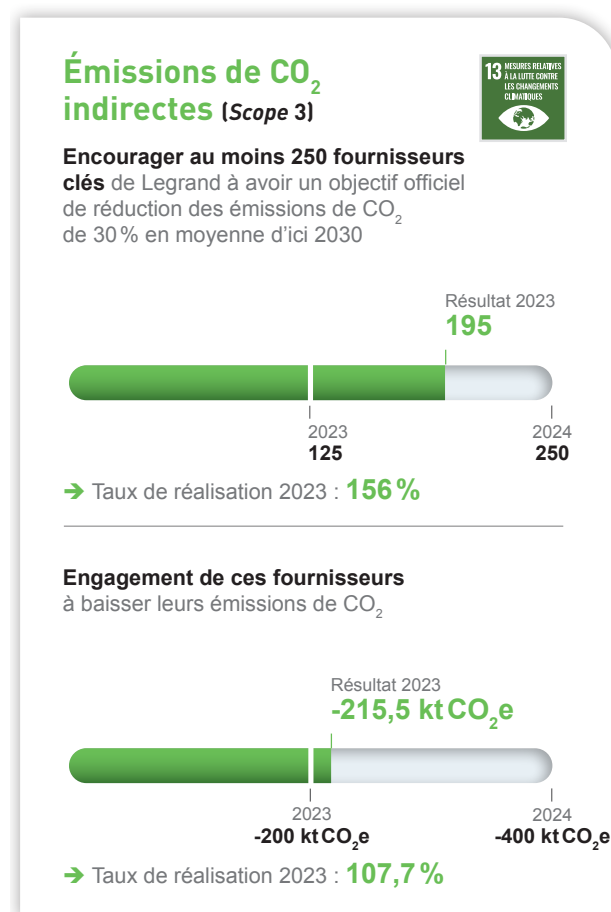 Émissions de CO₂
indirectes (Scope 3)
13 MESURES RELATIVES
À LA LUTTE CONTRE
LES CHANGEMENTS
CLIMATIQUES
Encourager au moins 250 fournisseurs
clés de Legrand à avoir un objectif officiel
de réduction des émissions de CO₂
de 30 % en moyenne d’ici 2030
Résultat 2023
195
2023
125
2024
250
➔ Taux de réalisation 2023 : 156 %
Engagement de ces fournisseurs
à baisser leurs émissions de CO₂
Résultat 2023
-215,5 kt CO₂e
2023
-200 kt CO₂e
2024
-400 kt CO₂e
➔ Taux de réalisation 2023 : 107,7 %